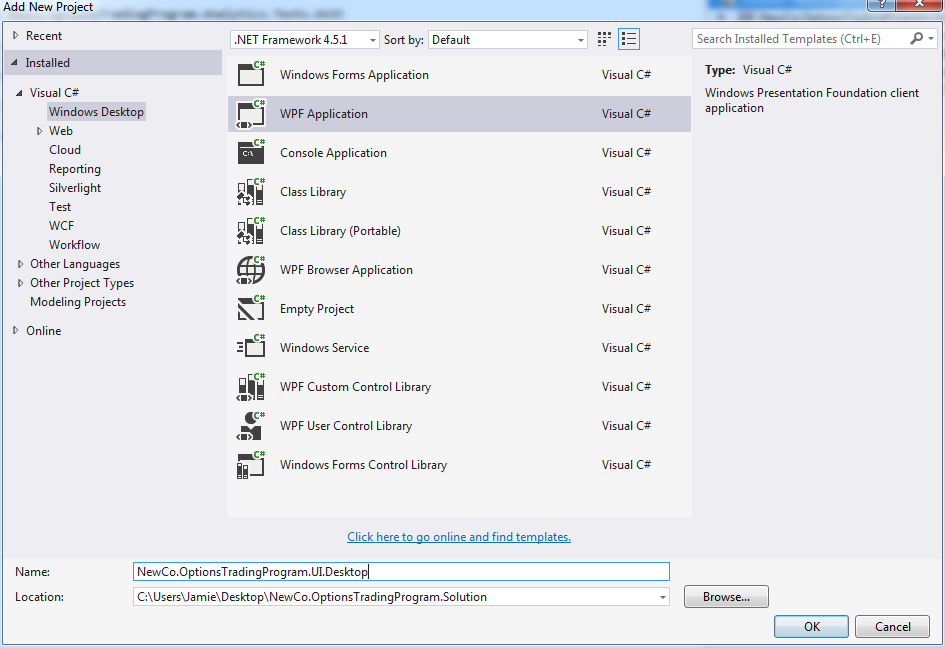 Add New Project
Recent
Installed
Visual C#
Windows Desktop
Web
Cloud
Reporting
Silverlight
Test
WCF
Workflow
Other Languages
Other Project Types
Modeling Projects
Online
.NET Framework 4.5.1 Sort by: Default
Windows Forms Application Visual C#
WPF Application Visual C#
Console Application Visual C#
Class Library Visual C#
Class Library (Portable) Visual C#
WPF Browser Application Visual C#
Empty Project Visual C#
Windows Service Visual C#
WPF Custom Control Library Visual C#
WPF User Control Library Visual C#
Windows Forms Control Library Visual C#
Click here to go online and find templates.
Search Installed Templates (Ctrl+E)
Type: Visual C#
Windows Presentation Foundation client
application
Name: NewCo.OptionsTradingProgram.UI.Desktop
Location: C:\Users\Jamie\Desktop\NewCo.OptionsTradingProgram.Solution
Browse...
OK Cancel